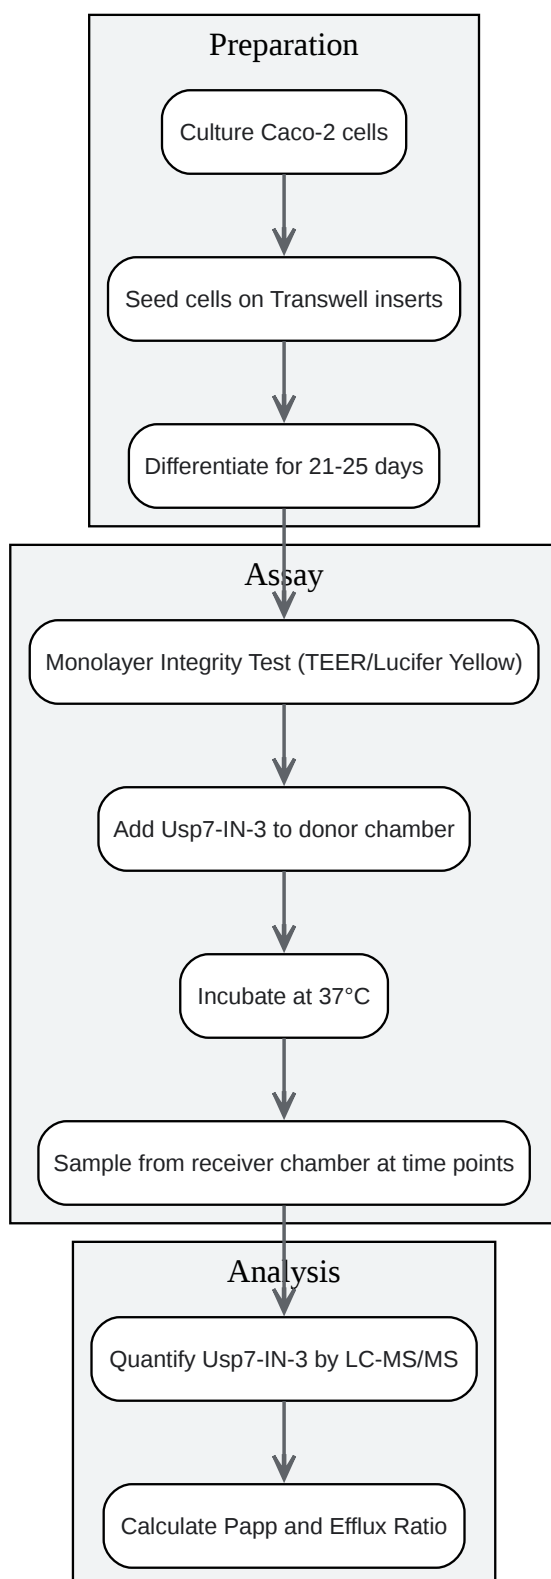 Preparation
Culture Caco-2 cells
Seed cells on Transwell inserts
Differentiate for 21-25 days
Assay
Monolayer Integrity Test (TEER/Lucifer Yellow)
Add Usp7-IN-3 to donor chamber
Incubate at 37°C
Sample from receiver chamber at time points
Analysis
Quantify Usp7-IN-3 by LC-MS/MS
Calculate Papp and Efflux Ratio